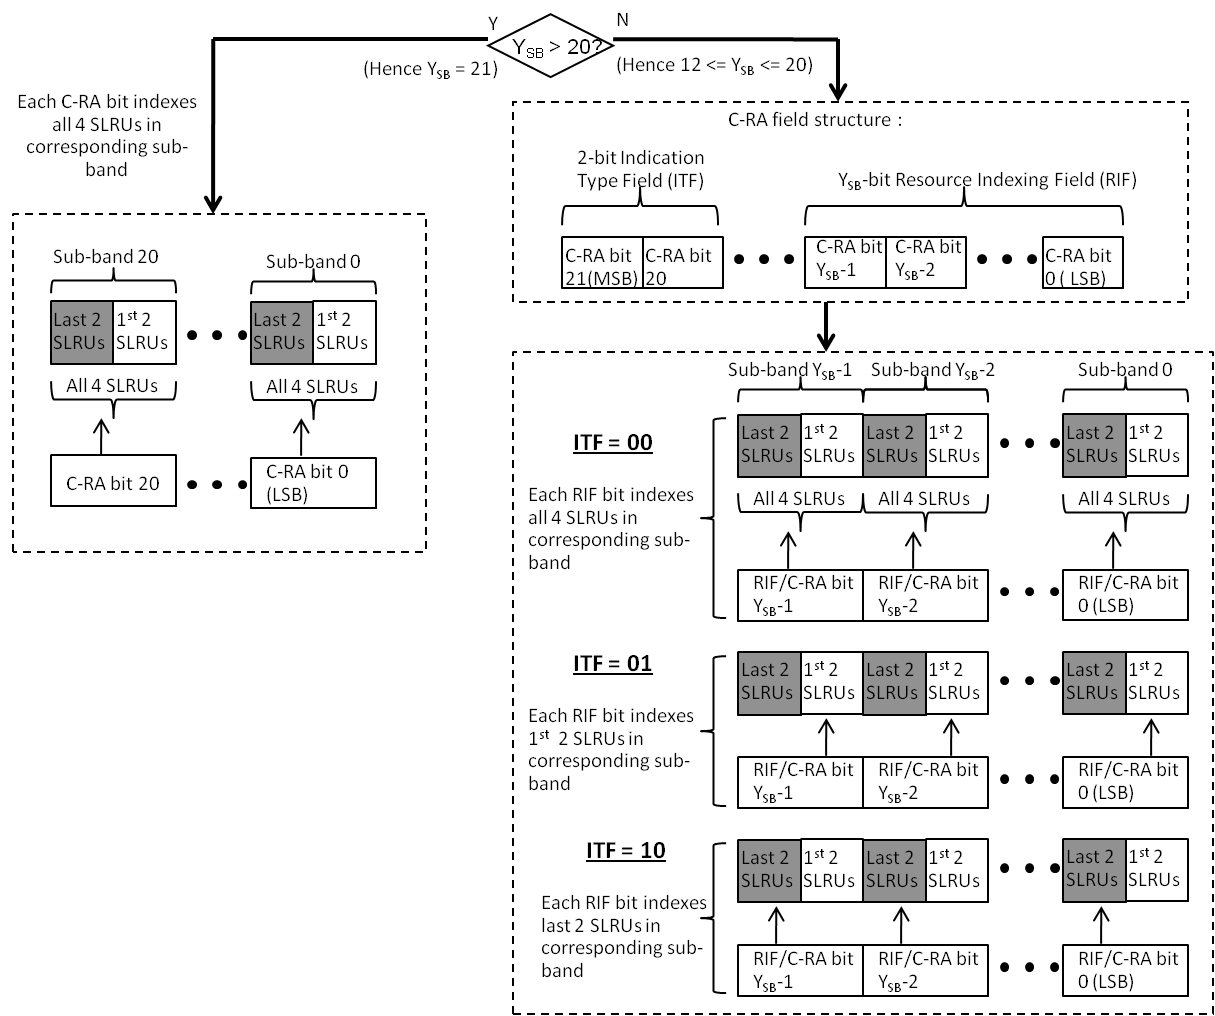 Y
N
Y_SB > 20?
(Hence Y_SB = 21)
(Hence 12 <= Y_SB <= 20)
Each C-RA bit indexes
all 4 SLRUs in
corresponding sub-
band
Sub-band 20
Sub-band 0
Last 2
SLRUs
1st 2
SLRUs
Last 2
SLRUs
1st 2
SLRUs
All 4 SLRUs
All 4 SLRUs
C-RA bit 20
C-RA bit 0
(LSB)
C-RA field structure :
2-bit Indication
Type Field (ITF)
Y_SB-bit Resource Indexing Field (RIF)
C-RA bit
21(MSB)
C-RA bit
20
C-RA bit
Y_SB-1
C-RA bit
Y_SB-2
C-RA bit
0 ( LSB)
Sub-band Y_SB-1
Sub-band Y_SB-2
Sub-band 0
ITF = 00
Each RIF bit indexes
all 4 SLRUs in
corresponding sub-
band
Last 2
SLRUs
1st 2
SLRUs
Last 2
SLRUs
1st 2
SLRUs
Last 2
SLRUs
1st 2
SLRUs
All 4 SLRUs
All 4 SLRUs
All 4 SLRUs
RIF/C-RA bit
Y_SB-1
RIF/C-RA bit
Y_SB-2
RIF/C-RA bit
0 (LSB)
ITF = 01
Each RIF bit indexes
1st 2 SLRUs in
corresponding sub-
band
Last 2
SLRUs
1st 2
SLRUs
Last 2
SLRUs
1st 2
SLRUs
Last 2
SLRUs
1st 2
SLRUs
RIF/C-RA bit
Y_SB-1
RIF/C-RA bit
Y_SB-2
RIF/C-RA bit
0 (LSB)
ITF = 10
Each RIF bit indexes
last 2 SLRUs in
corresponding sub-
band
Last 2
SLRUs
1st 2
SLRUs
Last 2
SLRUs
1st 2
SLRUs
Last 2
SLRUs
1st 2
SLRUs
RIF/C-RA bit
Y_SB-1
RIF/C-RA bit
Y_SB-2
RIF/C-RA bit
0 (LSB)